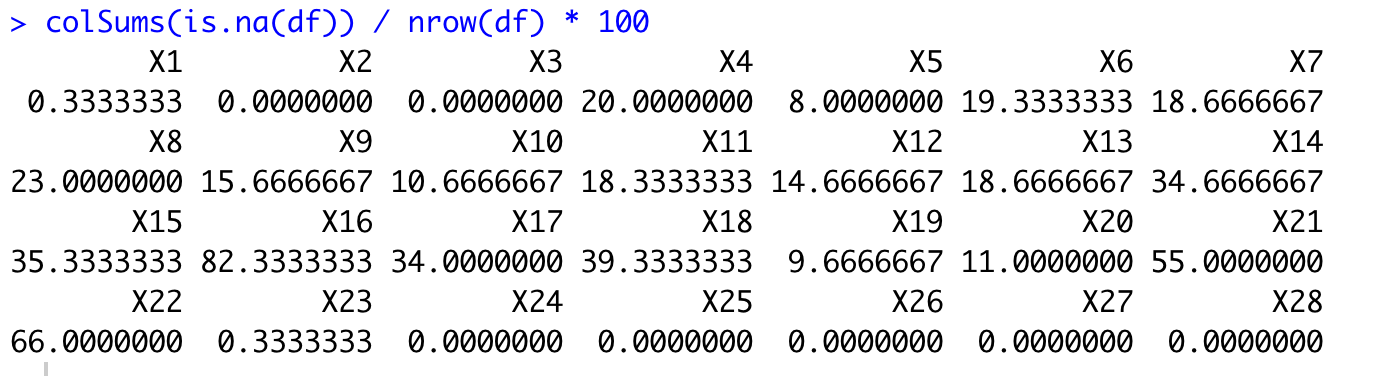 > colSums(is.na(df)) / nrow(df) * 100
X1 X2 X3 X4 X5 X6 X7
0.3333333 0.0000000 0.0000000 20.0000000 8.0000000 19.3333333 18.6666667
X8 X9 X10 X11 X12 X13 X14
23.0000000 15.6666667 10.6666667 18.3333333 14.6666667 18.6666667 34.6666667
X15 X16 X17 X18 X19 X20 X21
35.3333333 82.3333333 34.0000000 39.3333333 9.6666667 11.0000000 55.0000000
X22 X23 X24 X25 X26 X27 X28
66.0000000 0.3333333 0.0000000 0.0000000 0.0000000 0.0000000 0.0000000